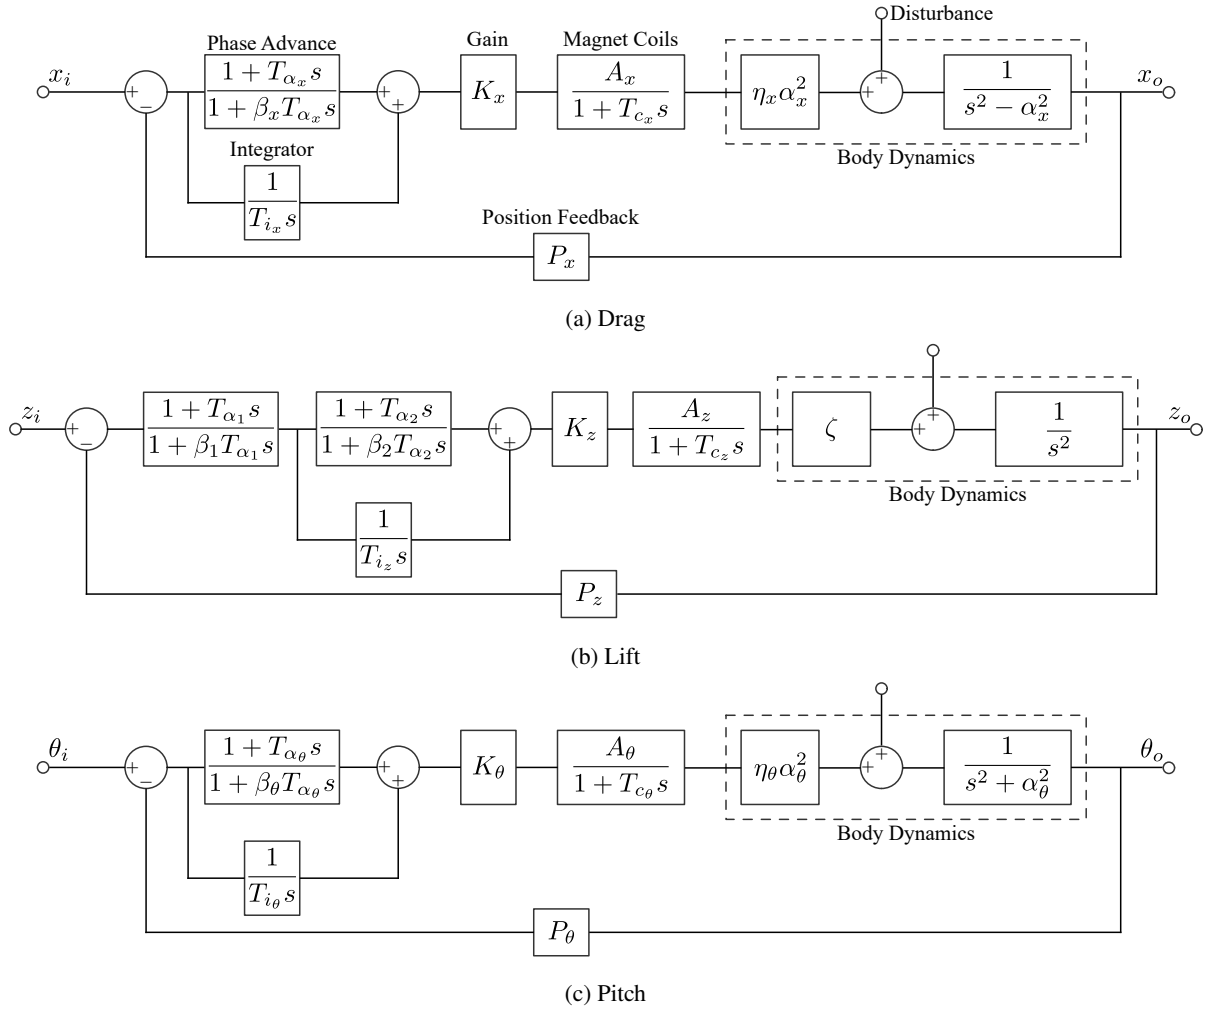 Disturbance
Phase Advance Gain Magnet Coils
x_i + − (1 + T_{α_x} s)/(1 + β_x T_{α_x} s) + + K_x A_x/(1 + T_{c_x} s) η_x α_x^2 + + 1/(s^2 − α_x^2) x_o
Integrator Body Dynamics
1/(T_{i_x} s)
Position Feedback
P_x
(a) Drag
z_i + − (1 + T_{α_1} s)/(1 + β_1 T_{α_1} s) (1 + T_{α_2} s)/(1 + β_2 T_{α_2} s) + + K_z A_z/(1 + T_{c_z} s) ζ + + 1/s^2 z_o
Body Dynamics
1/(T_{i_z} s)
P_z
(b) Lift
θ_i + − (1 + T_{α_θ} s)/(1 + β_θ T_{α_θ} s) + + K_θ A_θ/(1 + T_{c_θ} s) η_θ α_θ^2 + + 1/(s^2 + α_θ^2) θ_o
Body Dynamics
1/(T_{i_θ} s)
P_θ
(c) Pitch